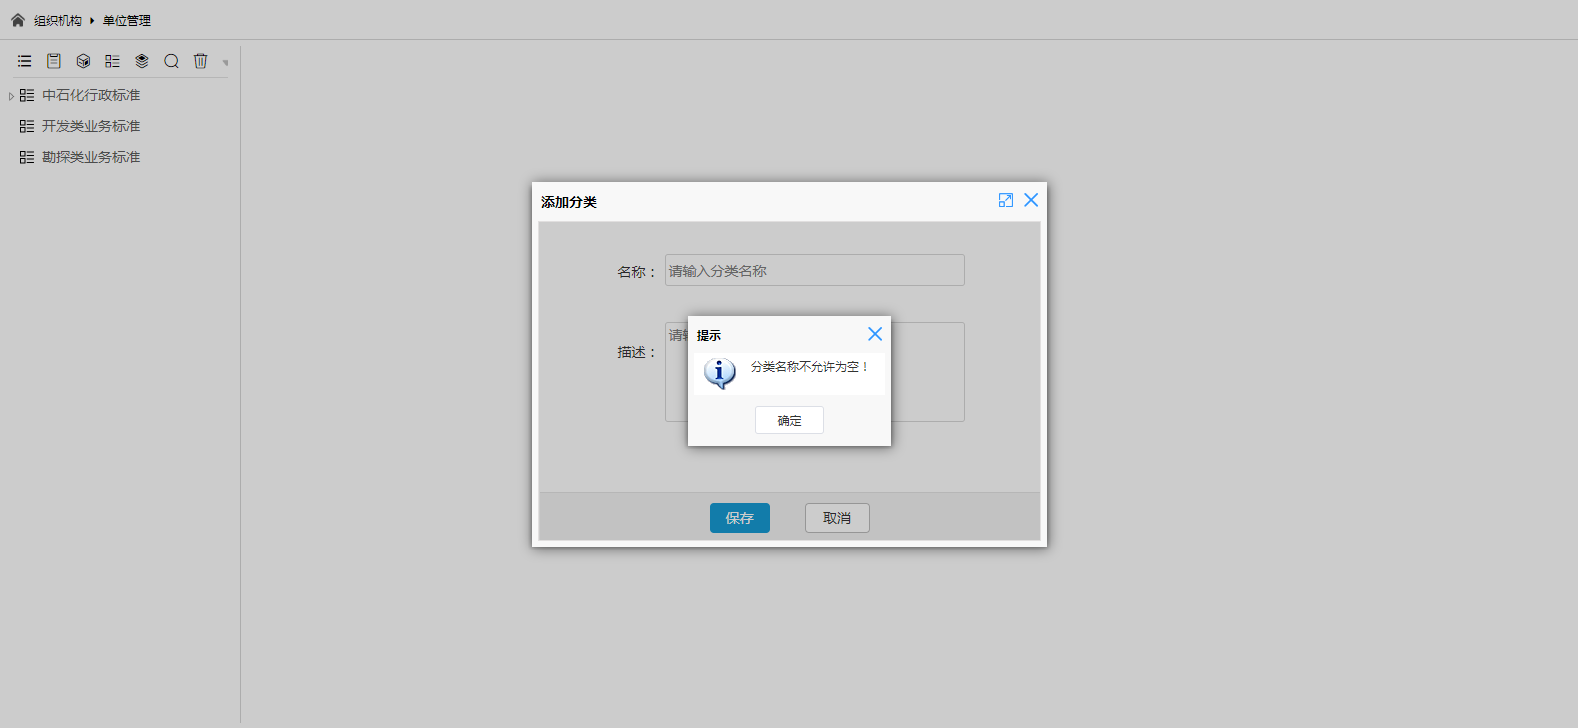 组织机构 单位管理
中石化行政标准
开发类业务标准
勘探类业务标准
添加分类
名称： 请输入分类名称
描述： 请
提示
分类名称不允许为空！
确定
保存 取消